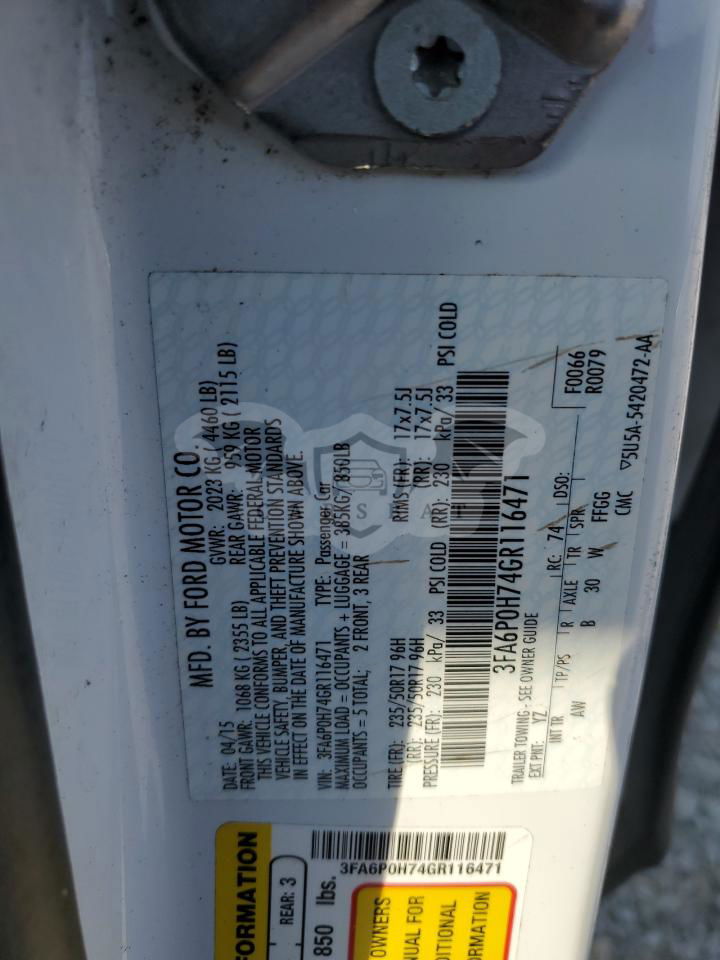 MFD. BY FORD MOTOR CO.
DATE: 04/15 GVWR: 2023 KG / 4460 LB)
FRONT GAWR: 1068 KG ( 2355 LB) REAR GAWR: 959 KG ( 2115 LB)
THIS VEHICLE CONFORMS TO ALL APPLICABLE FEDERAL MOTOR
VEHICLE SAFETY, BUMPER, AND THEFT PREVENTION STANDARDS
IN EFFECT ON THE DATE OF MANUFACTURE SHOWN ABOVE.
VIN: 3FA6P0H74GR116471 TYPE: Passenger Car
MAXIMUM LOAD = OCCUPANTS + LUGGAGE = 385KG/ 850LB
OCCUPANTS = 5 TOTAL: 2 FRONT, 3 REAR
TIRE (FR): 235/50R17 96H RIMS (FR): 17x7.5J
(RR): 235/50R17 96H (RR): 17x7.5J
PRESSURE (FR): 230 kPa/ 33 PSI COLD (RR): 230 kPa/ 33 PSI COLD
3FA6P0H74GR116471
TRAILER TOWING - SEE OWNER GUIDE
F0066
R0079
EXT PNT: YZ RC: 74 DSO:
INT TR TP/PS R AXLE TR SPR
AW B 30 W FFGG
CMC ▽5U5A-5420472-AA
3FA6P0H74GR116471
FORMATION
REAR: 3
850 lbs.
OWNERS
NUAL FOR
DITIONAL
ORMATION